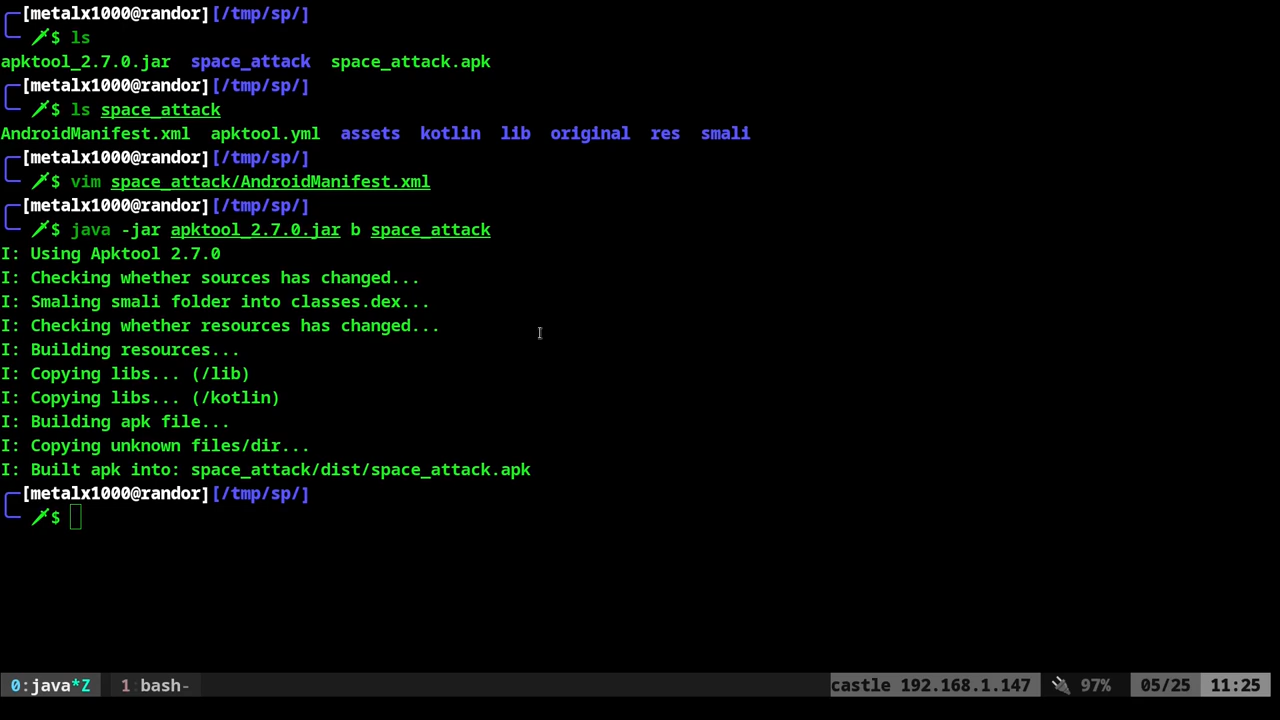 [metalx1000@randor][/tmp/sp/]
$ ls
apktool_2.7.0.jar space_attack space_attack.apk
[metalx1000@randor][/tmp/sp/]
$ ls space_attack
AndroidManifest.xml apktool.yml assets kotlin lib original res smali
[metalx1000@randor][/tmp/sp/]
$ vim space_attack/AndroidManifest.xml
[metalx1000@randor][/tmp/sp/]
$ java -jar apktool_2.7.0.jar b space_attack
I: Using Apktool 2.7.0
I: Checking whether sources has changed...
I: Smaling smali folder into classes.dex...
I: Checking whether resources has changed...
I: Building resources...
I: Copying libs... (/lib)
I: Copying libs... (/kotlin)
I: Building apk file...
I: Copying unknown files/dir...
I: Built apk into: space_attack/dist/space_attack.apk
[metalx1000@randor][/tmp/sp/]
$
0:java*Z 1 bash- castle 192.168.1.147 97% 05/25 11:25